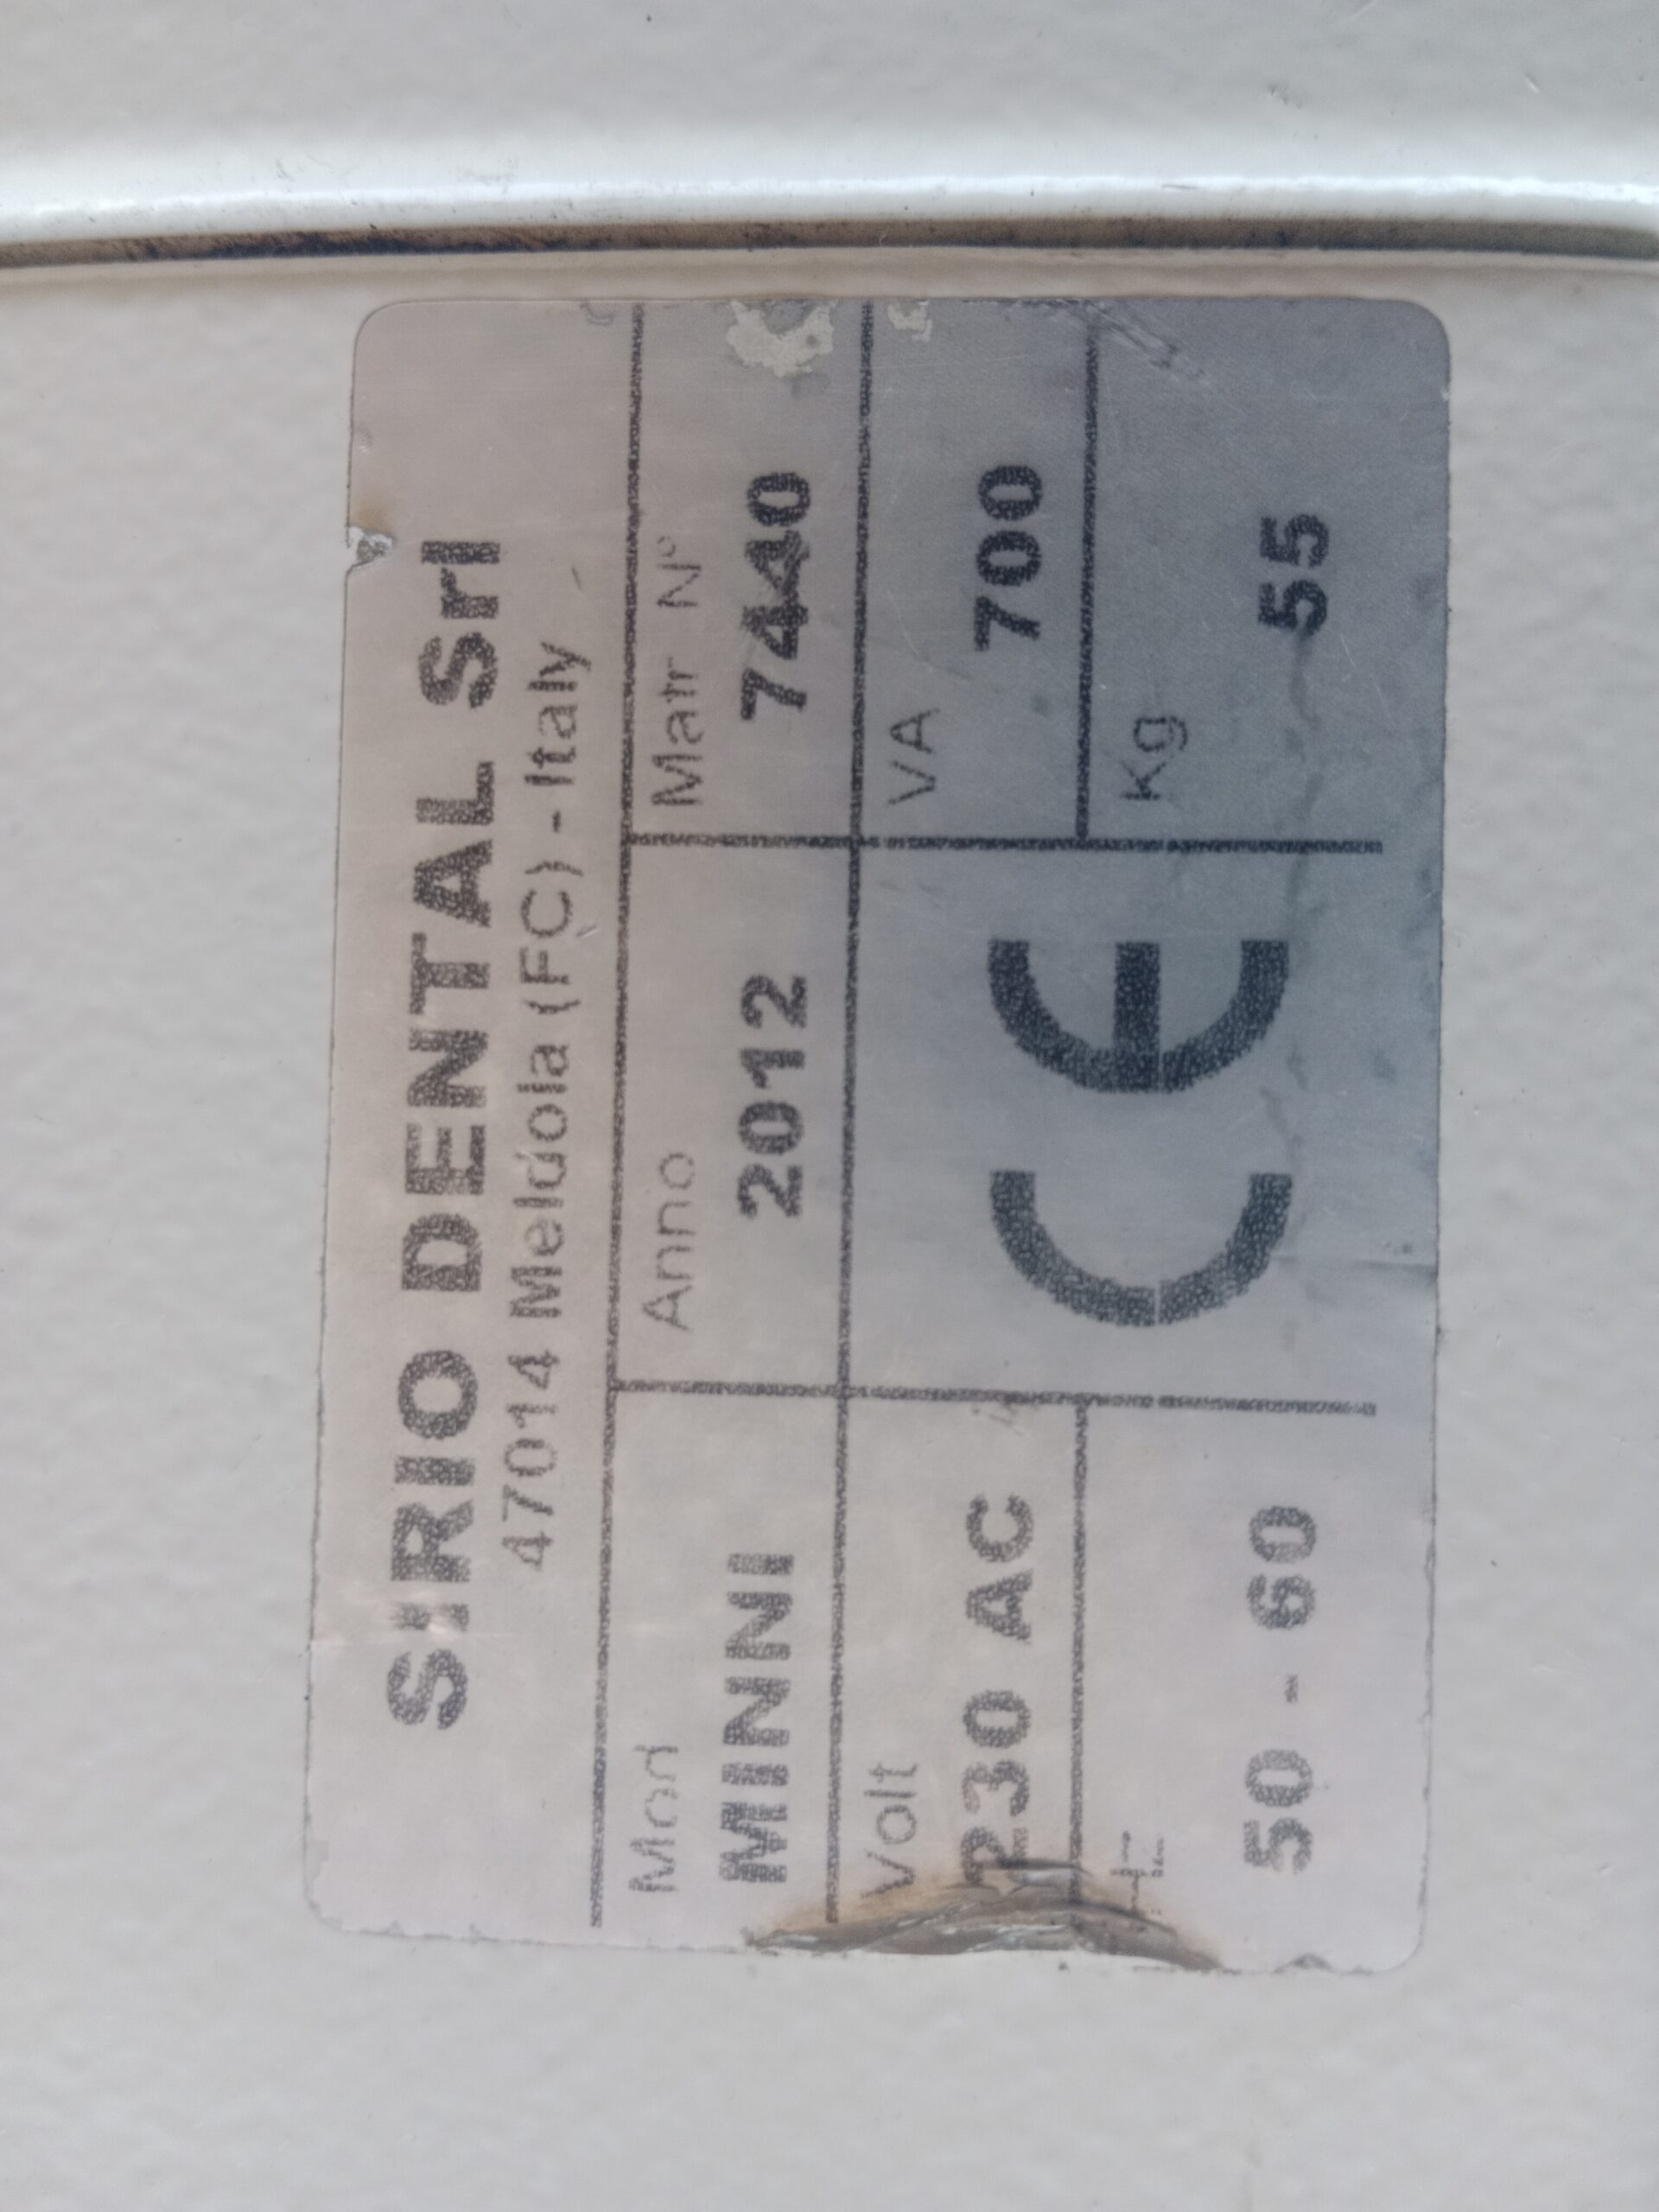 SIRIO DENTAL Srl
47014 Meldola (FC) - Italy
Mod
MINNI
Anno
2012
Matr N°
7440
Volt
230 AC
CE
VA
700
Hz
50 - 60
Kg
55